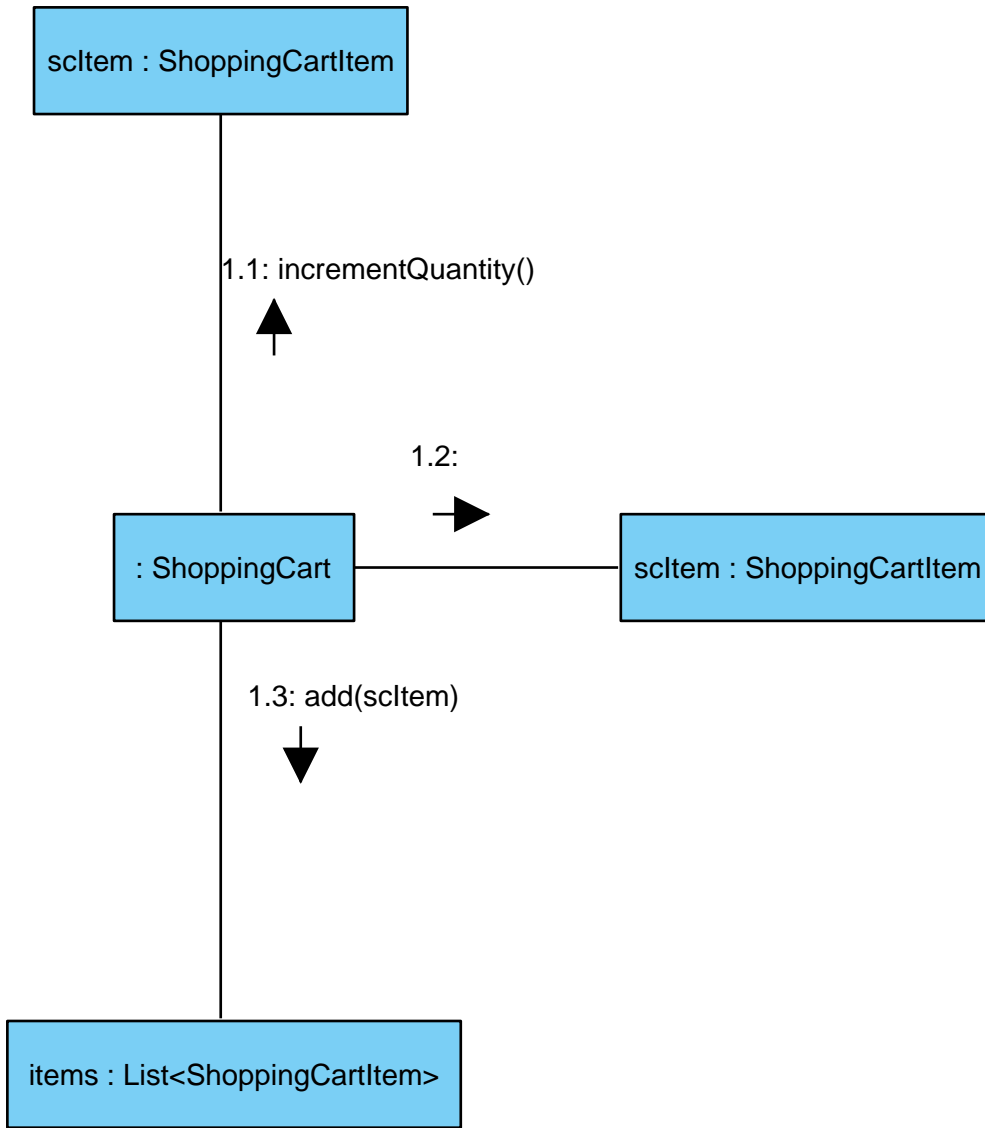 scItem : ShoppingCartItem
1.1: incrementQuantity()
1.2:
: ShoppingCart
scItem : ShoppingCartItem
1.3: add(scItem)
items : List<ShoppingCartItem>